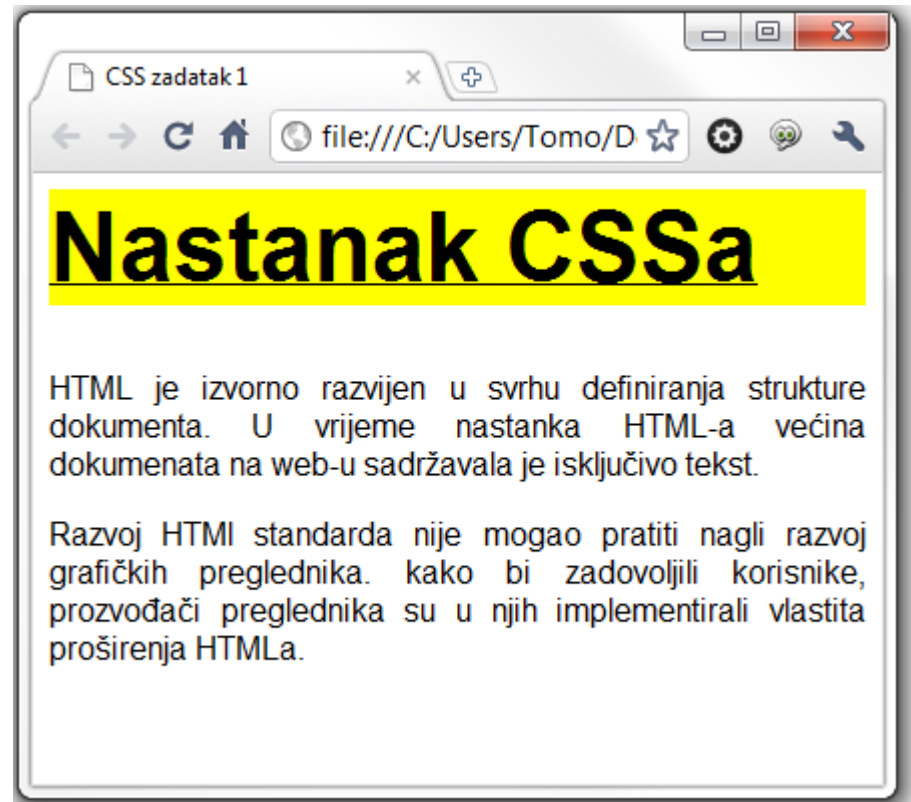 CSS zadatak 1
file:///C:/Users/Tomo/D
Nastanak CSSa
HTML je izvorno razvijen u svrhu definiranja strukture
dokumenta. U vrijeme nastanka HTML-a većina
dokumenata na web-u sadržavala je isključivo tekst.
Razvoj HTMl standarda nije mogao pratiti nagli razvoj
grafičkih preglednika. kako bi zadovoljili korisnike,
prozvođači preglednika su u njih implementirali vlastita
proširenja HTMLa.